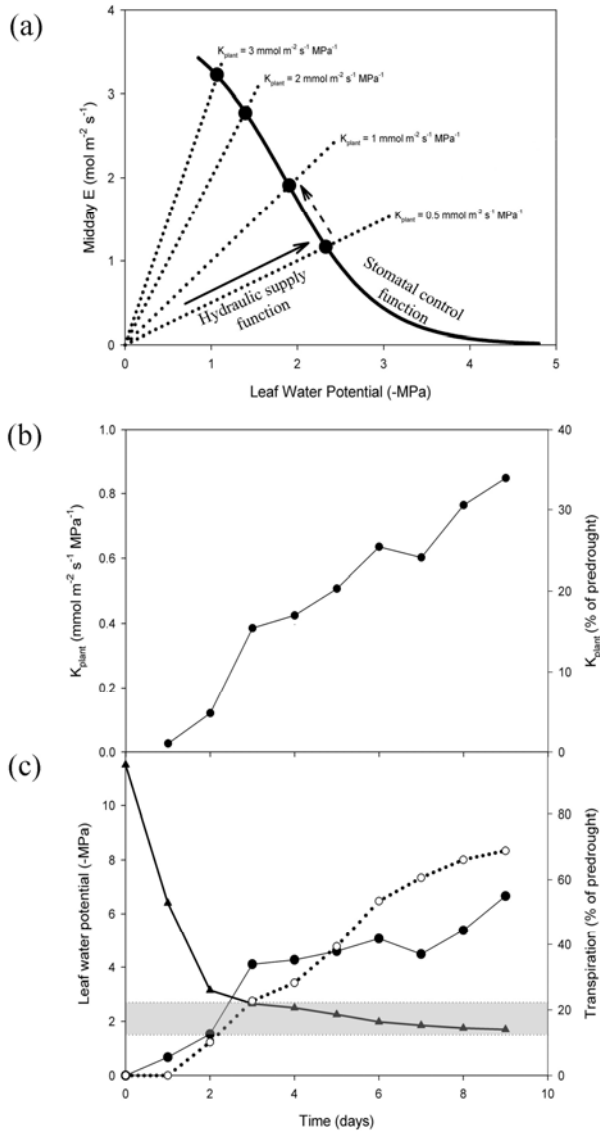 (a)
4
3
2
1
0
Midday E (mol m-2 s-1)
Kplant = 3 mmol m-2 s-1 MPa-1
Kplant = 2 mmol m-2 s-1 MPa-1
Kplant = 1 mmol m-2 s-1 MPa-1
Kplant = 0.5 mmol m-2 s-1 MPa-1
Hydraulic supply
function
Stomatal control
function
0 1 2 3 4 5
Leaf Water Potential (-MPa)
(b)
1.0
0.8
0.6
0.4
0.2
0.0
Kplant (mmol m-2 s-1 MPa-1)
40
30
20
10
0
Kplant (% of predrought)
(c)
10
8
6
4
2
0
Leaf water potential (-MPa)
80
60
40
20
0
Transpiration (% of predrought)
0 2 4 6 8 10
Time (days)